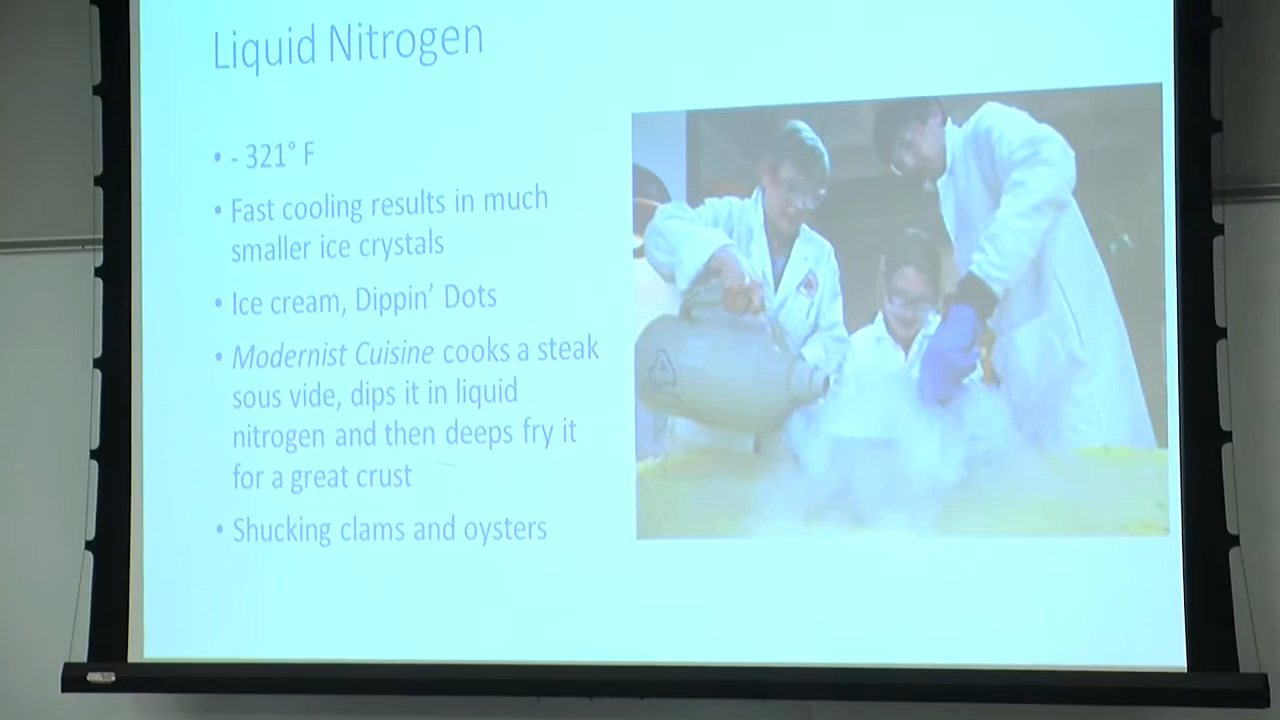 Liquid Nitrogen
• - 321° F
• Fast cooling results in much
smaller ice crystals
• Ice cream, Dippin' Dots
• Modernist Cuisine cooks a steak
sous vide, dips it in liquid
nitrogen and then deeps fry it
for a great crust
• Shucking clams and oysters